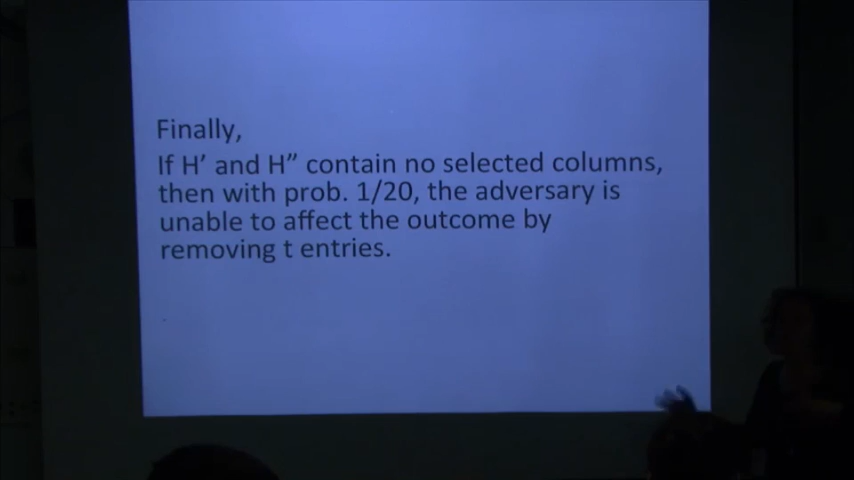 Finally,
If H’ and H” contain no selected columns,
then with prob. 1/20, the adversary is
unable to affect the outcome by
removing t entries.